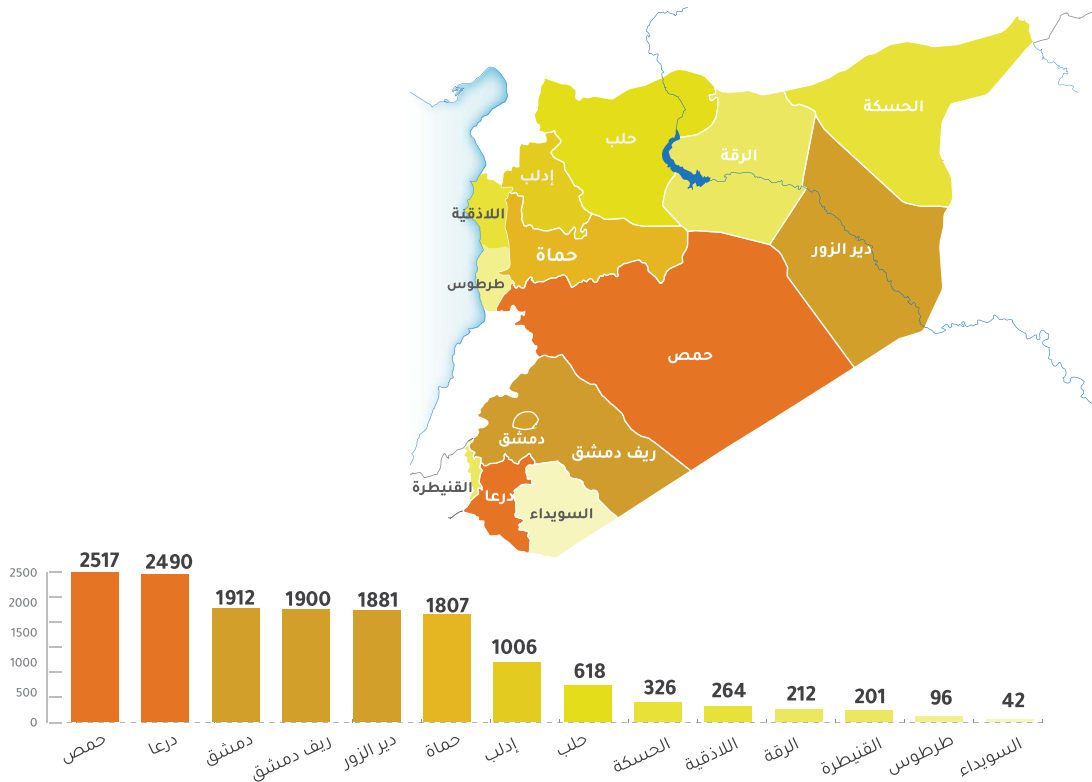 الحسكة
حلب
الرقة
إدلب
اللاذقية
دير الزور
حماة
طرطوس
حمص
دمشق
ريف دمشق
القنيطرة
درعا
السويداء
2517
2490
1912
1900
1881
1807
1006
618
326
264
212
201
96
42
2500
2000
1500
1000
500
0
حمص
درعا
دمشق
ريف دمشق
دير الزور
حماة
إدلب
حلب
الحسكة
اللاذقية
الرقة
القنيطرة
طرطوس
السويداء